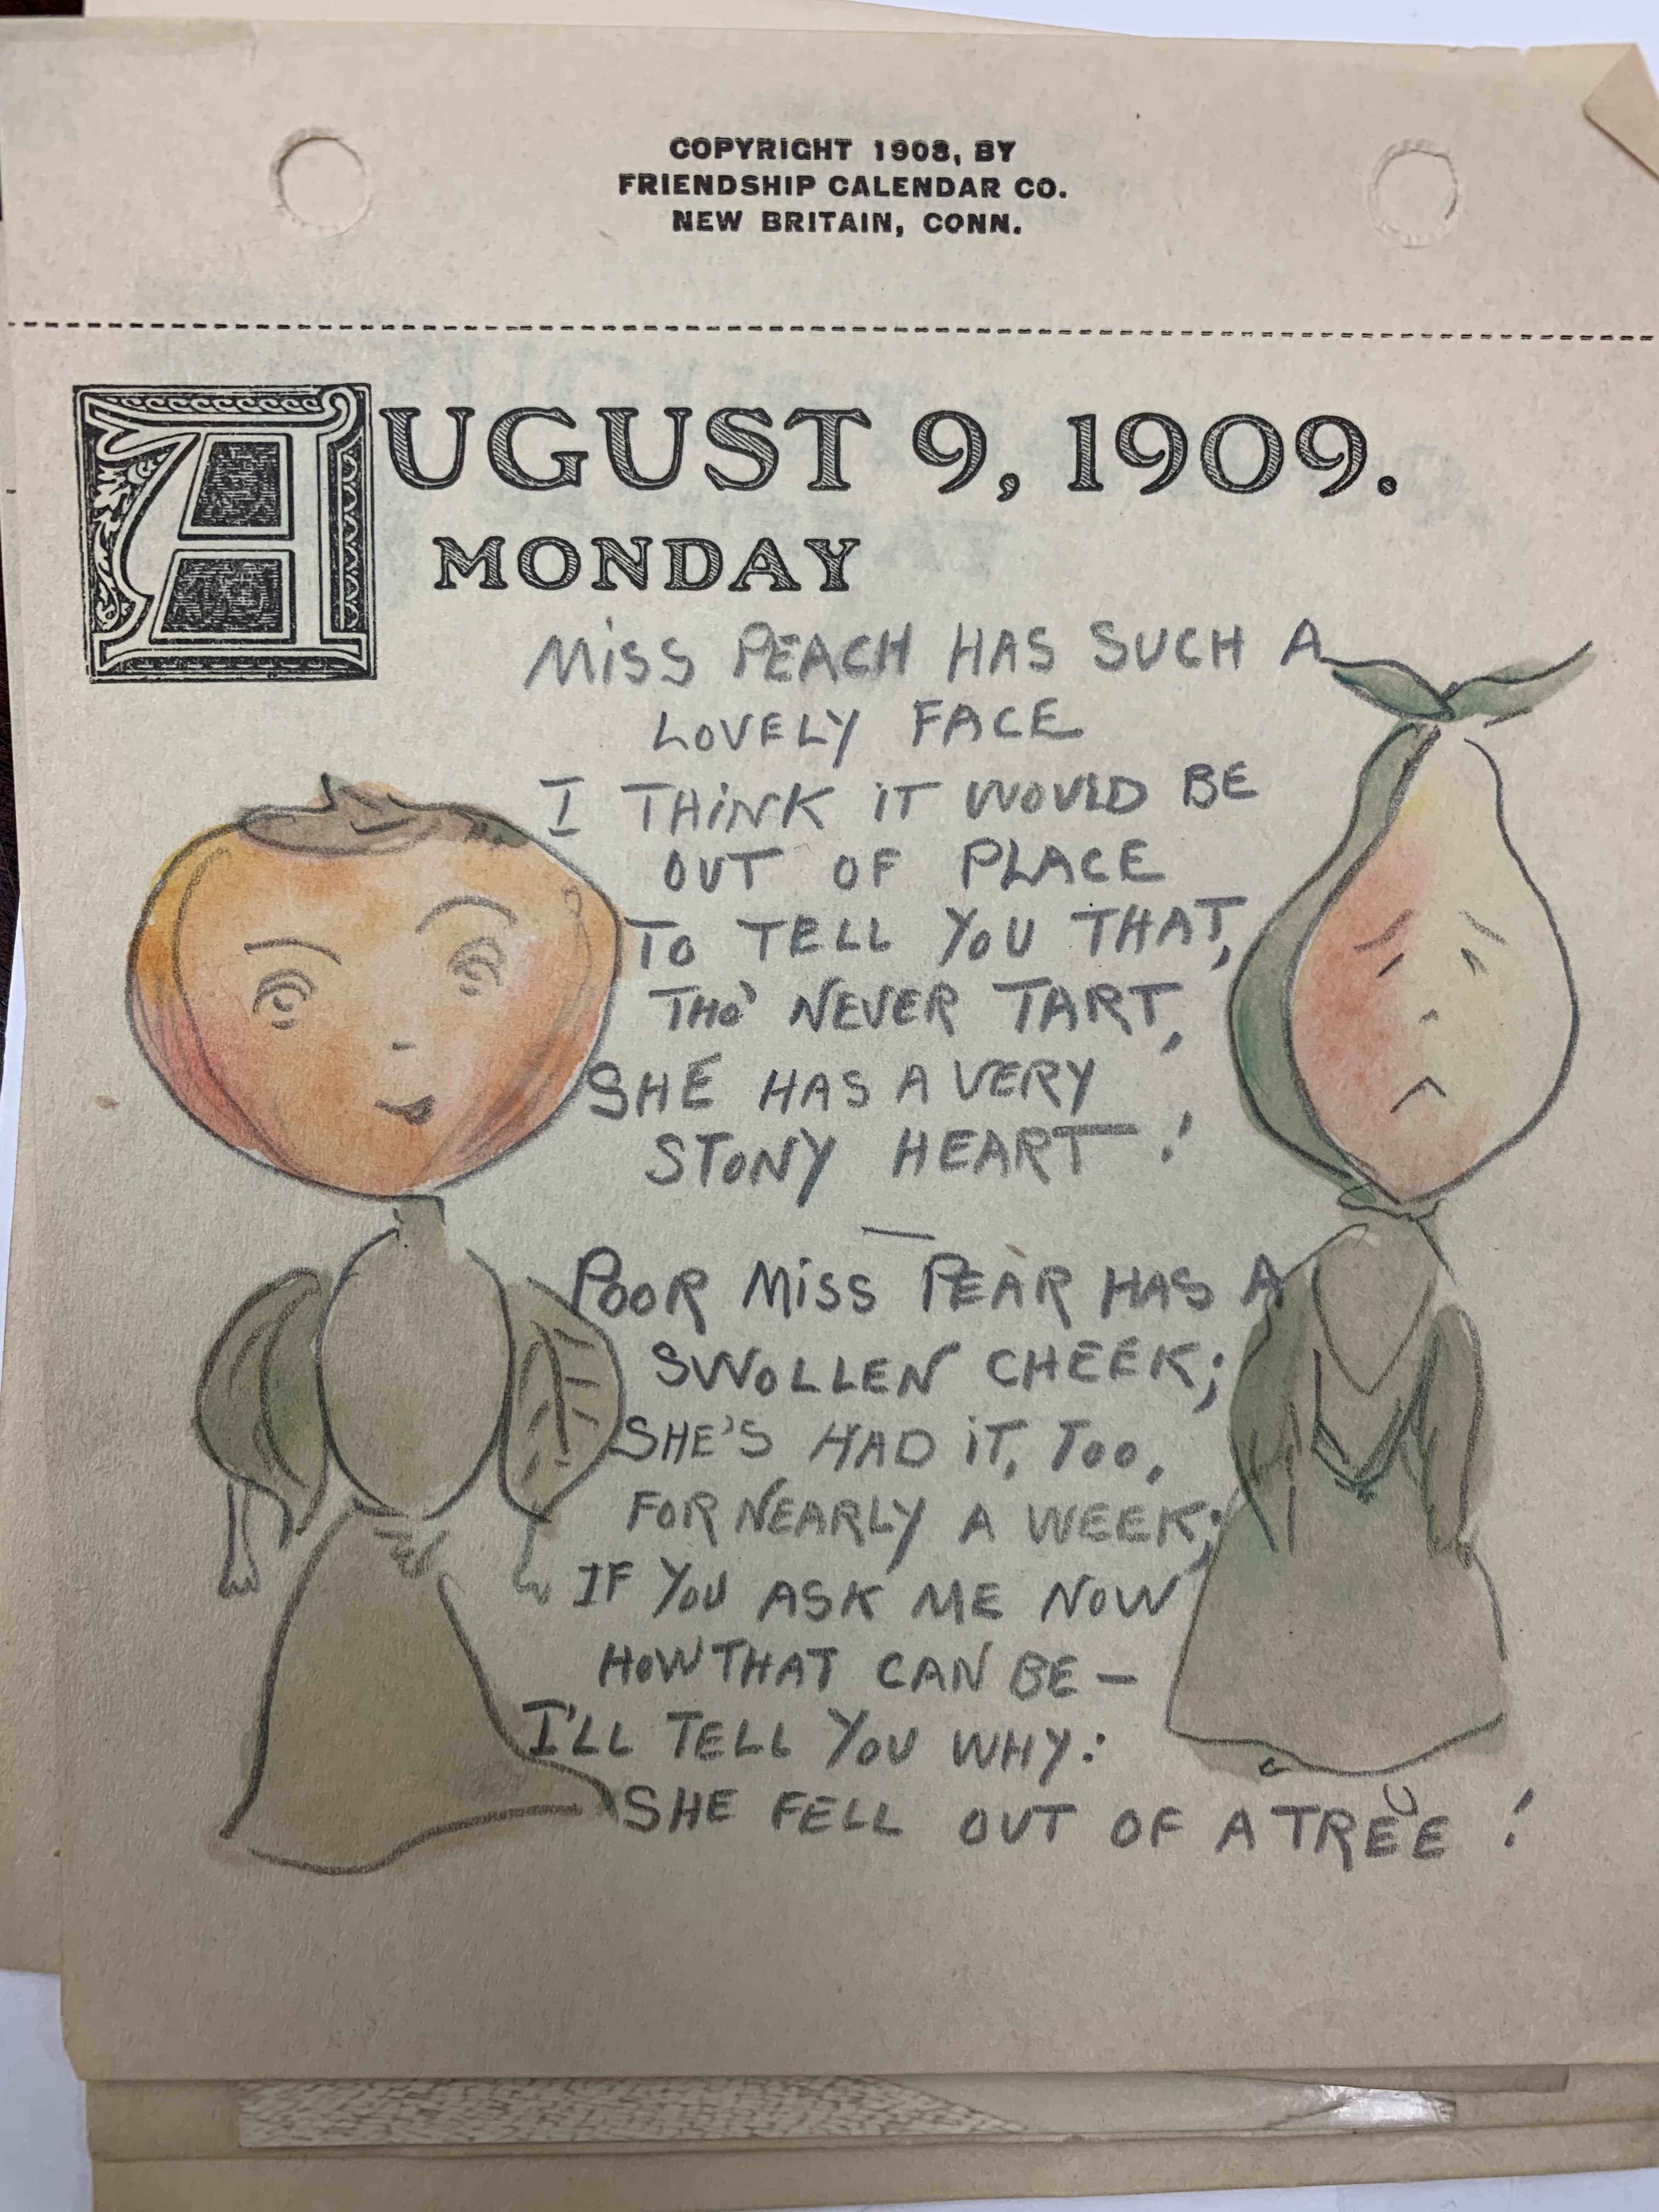 COPYRIGHT 1908, BY
FRIENDSHIP CALENDAR CO.
NEW BRITAIN, CONN.
AUGUST 9, 1909.
MONDAY
MISS PEACH HAS SUCH A
LOVELY FACE
I THINK IT WOULD BE
OUT OF PLACE
TO TELL YOU THAT,
THO' NEVER TART,
SHE HAS A VERY
STONY HEART!
—
POOR MISS PEAR HAS A
SWOLLEN CHEEK;
SHE'S HAD IT, TOO,
FOR NEARLY A WEEK;
IF YOU ASK ME NOW
HOW THAT CAN BE —
I'LL TELL YOU WHY:
SHE FELL OUT OF A TREE!